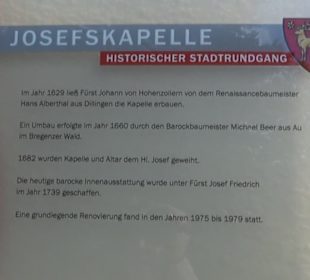 JOSEFSKAPELLE
HISTORISCHER STADTRUNDGANG
Im Jahr 1629 ließ Fürst Johann von Hohenzollern von dem Renaissancebaumeister
Hans Alberthal aus Dillingen die Kapelle erbauen.
Ein Umbau erfolgte im Jahr 1660 durch den Barockbaumeister Michael Beer aus Au
im Bregenzer Wald.
1682 wurden Kapelle und Altar dem Hl. Josef geweiht.
Die heutige barocke Innenausstattung wurde unter Fürst Josef Friedrich
im Jahr 1739 geschaffen.
Eine grundlegende Renovierung fand in den Jahren 1975 bis 1979 statt.